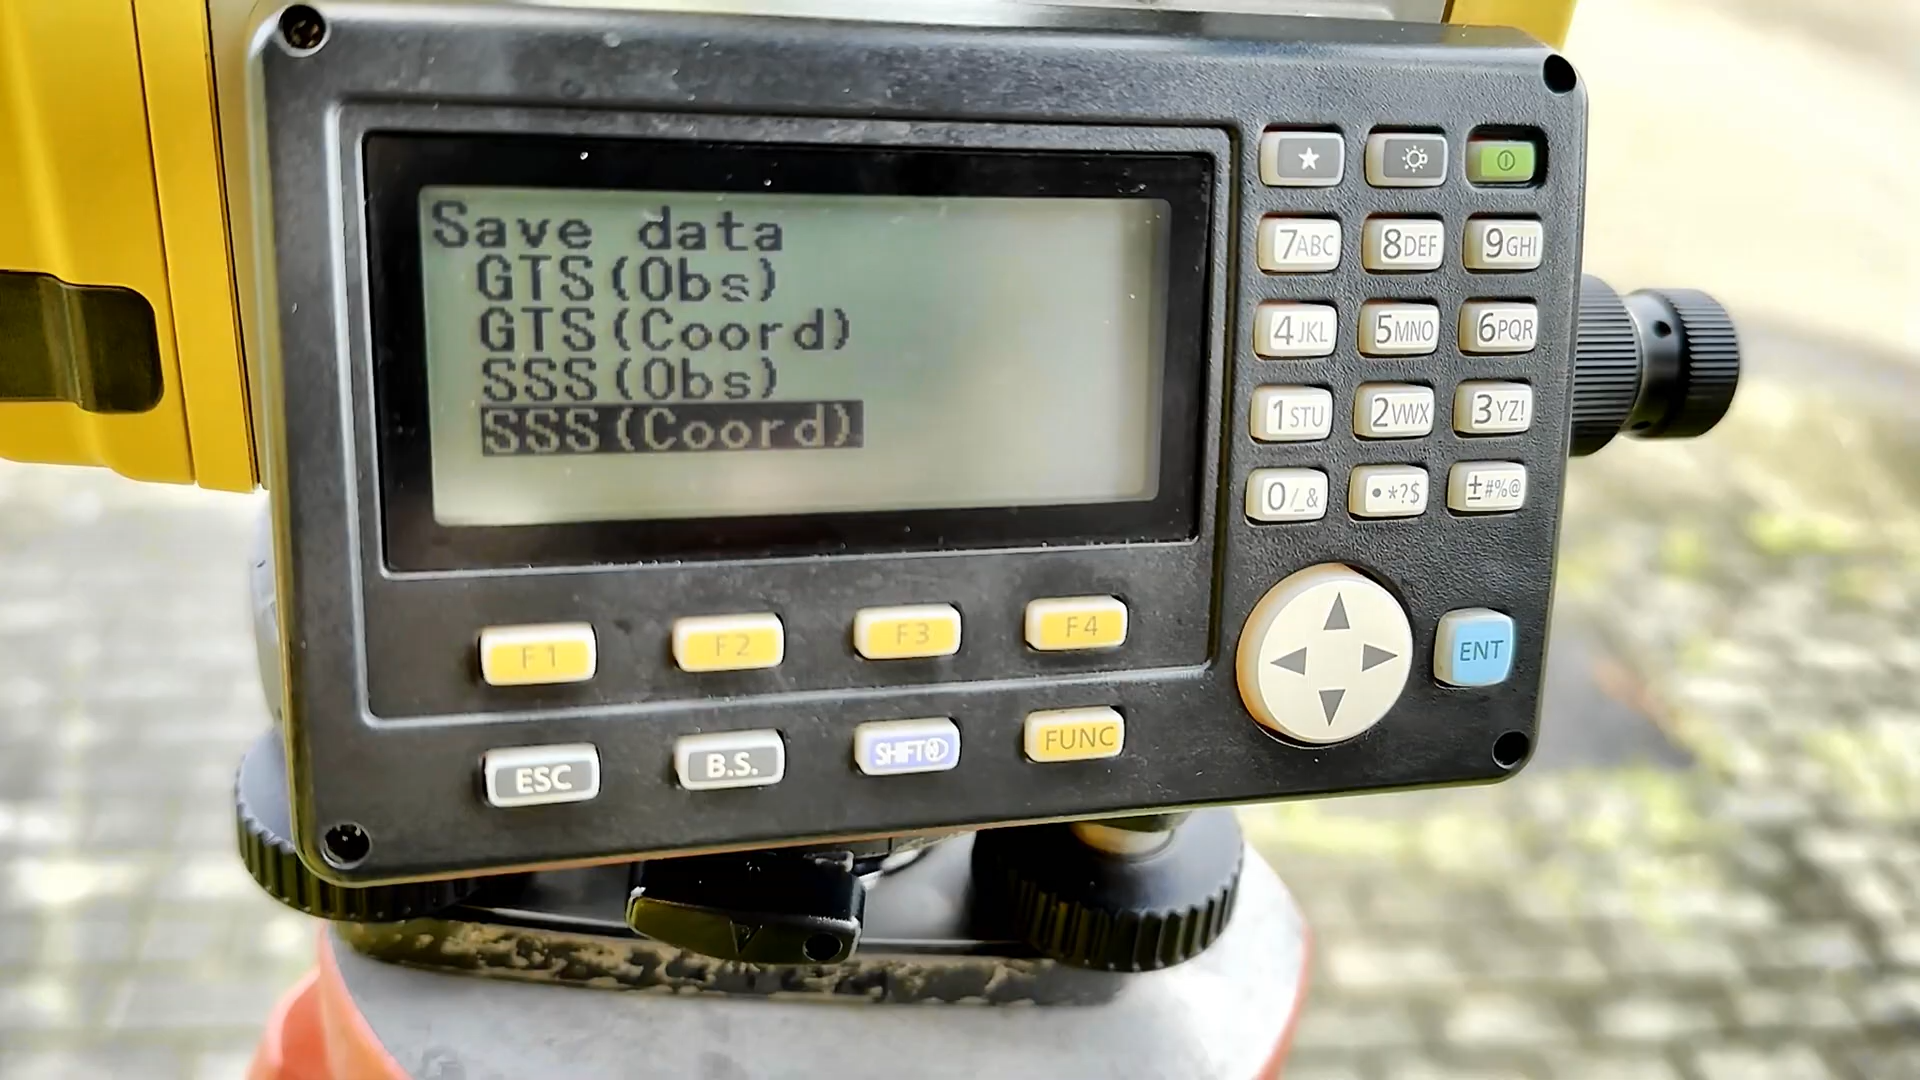 Save data
GTS(Obs)
GTS(Coord)
SSS(Obs)
SSS(Coord)
7ABC 8DEF 9GHI
4JKL 5MNO 6PQR
1STU 2VWX 3YZ!
0/_& •*?$ ±#%@
F1 F2 F3 F4
ENT
ESC B.S. SHIFT FUNC